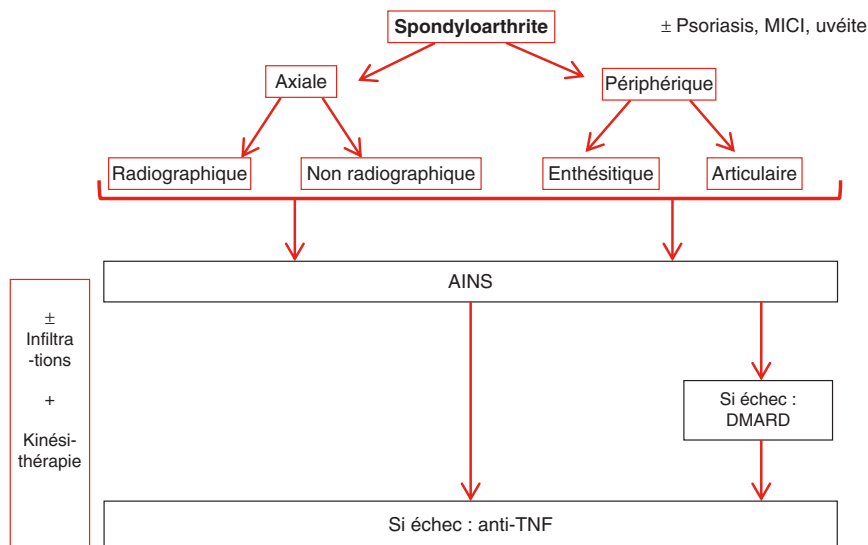 Spondyloarthrite
± Psoriasis, MICI, uvéite
Axiale
Périphérique
Radiographique
Non radiographique
Enthésitique
Articulaire
AINS
±
Infiltra
-tions
+
Kinési-
thérapie
Si échec :
DMARD
Si échec : anti-TNF